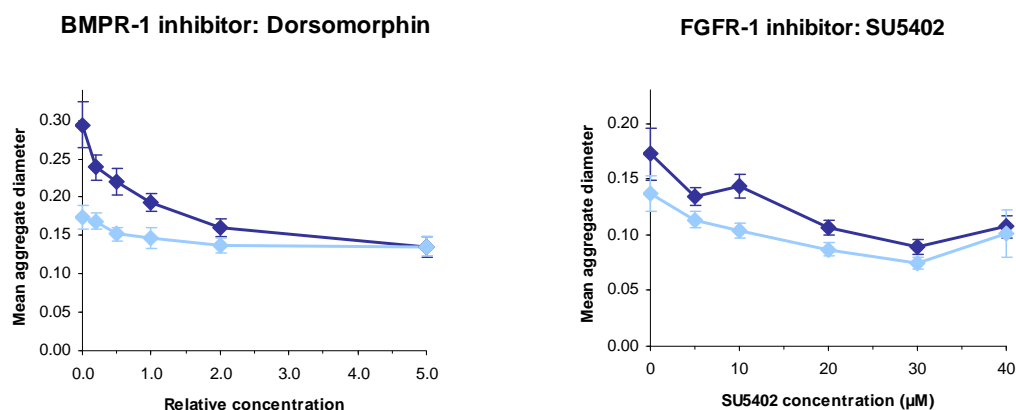 BMPR-1 inhibitor: Dorsomorphin
Mean aggregate diameter
0.30
0.25
0.20
0.15
0.10
0.05
0.00
0.0 1.0 2.0 3.0 4.0 5.0
Relative concentration
FGFR-1 inhibitor: SU5402
Mean aggregate diameter
0.20
0.15
0.10
0.05
0.00
0 10 20 30 40
SU5402 concentration (µM)